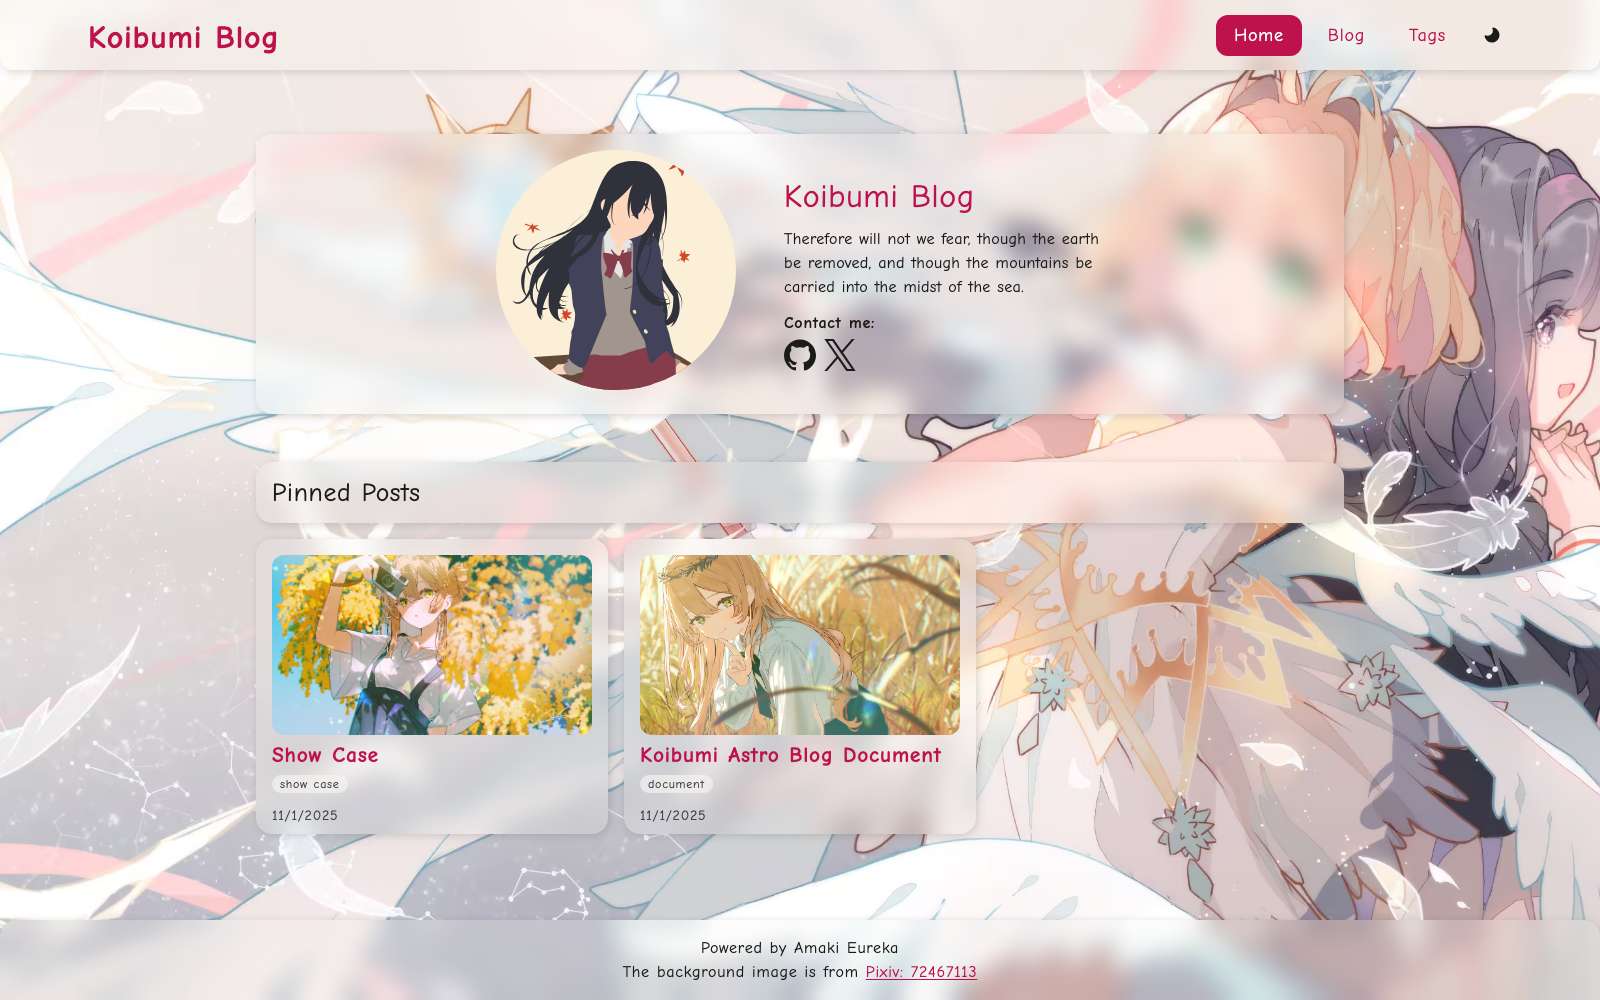 Koibumi Blog
Home
Blog
Tags
Koibumi Blog
Therefore will not we fear, though the earth
be removed, and though the mountains be
carried into the midst of the sea.
Contact me:
Pinned Posts
Show Case
show case
11/1/2025
Koibumi Astro Blog Document
document
11/1/2025
Powered by Amaki Eureka
The background image is from Pixiv: 72467113